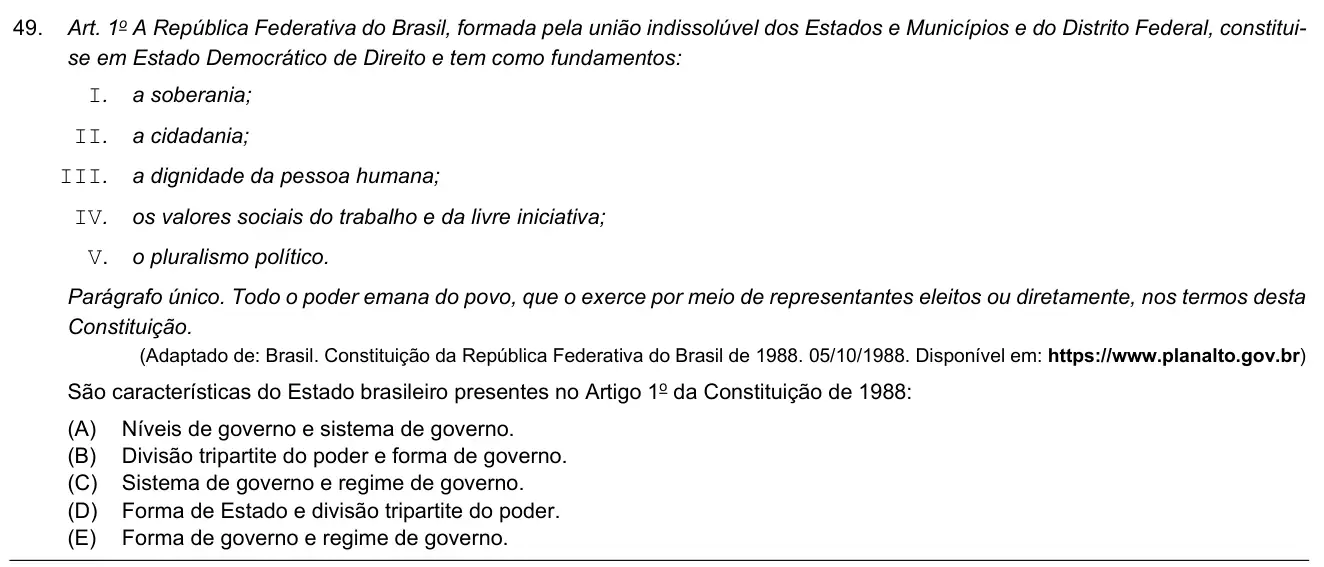 49. Art. 1º A República Federativa do Brasil, formada pela união indissolúvel dos Estados e Municípios e do Distrito Federal, constitui-
se em Estado Democrático de Direito e tem como fundamentos:
I. a soberania;
II. a cidadania;
III. a dignidade da pessoa humana;
IV. os valores sociais do trabalho e da livre iniciativa;
V. o pluralismo político.
Parágrafo único. Todo o poder emana do povo, que o exerce por meio de representantes eleitos ou diretamente, nos termos desta
Constituição.
(Adaptado de: Brasil. Constituição da República Federativa do Brasil de 1988. 05/10/1988. Disponível em: https://www.planalto.gov.br)
São características do Estado brasileiro presentes no Artigo 1º da Constituição de 1988:
(A) Níveis de governo e sistema de governo.
(B) Divisão tripartite do poder e forma de governo.
(C) Sistema de governo e regime de governo.
(D) Forma de Estado e divisão tripartite do poder.
(E) Forma de governo e regime de governo.